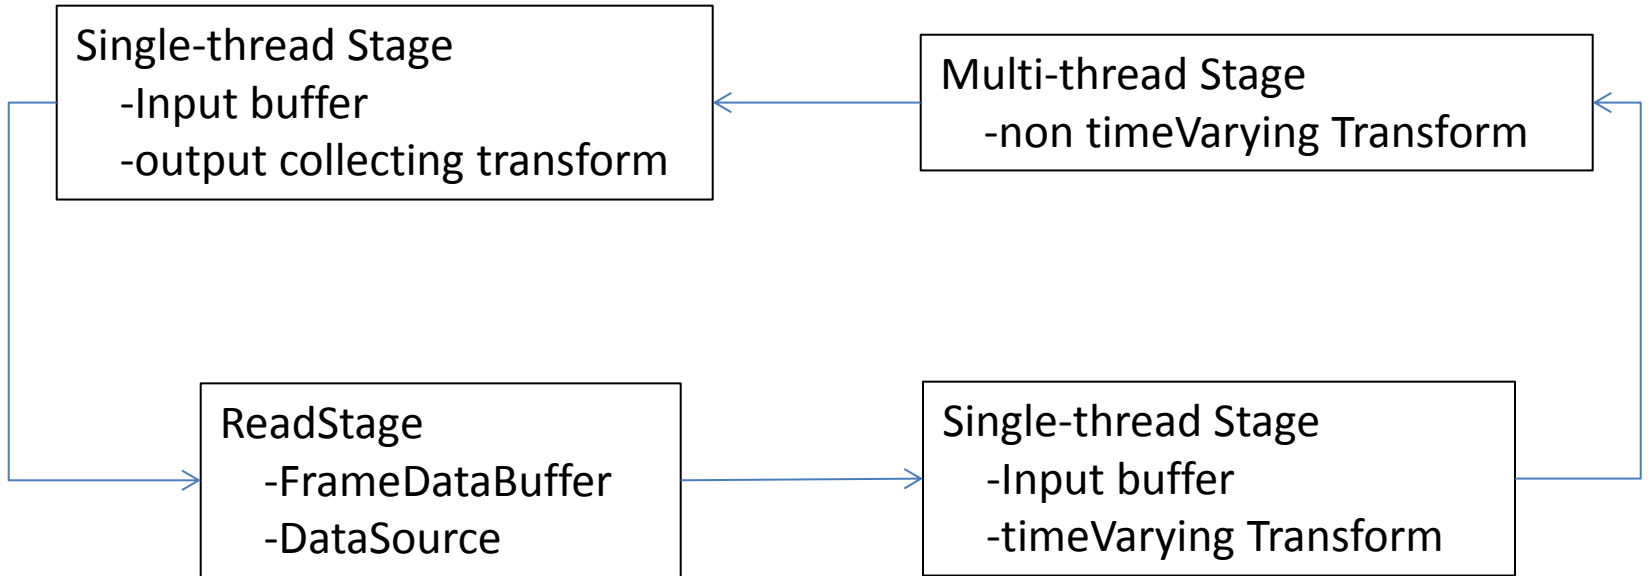 Single-thread Stage
-Input buffer
-output collecting transform
Multi-thread Stage
-non timeVarying Transform
ReadStage
-FrameDataBuffer
-DataSource
Single-thread Stage
-Input buffer
-timeVarying Transform